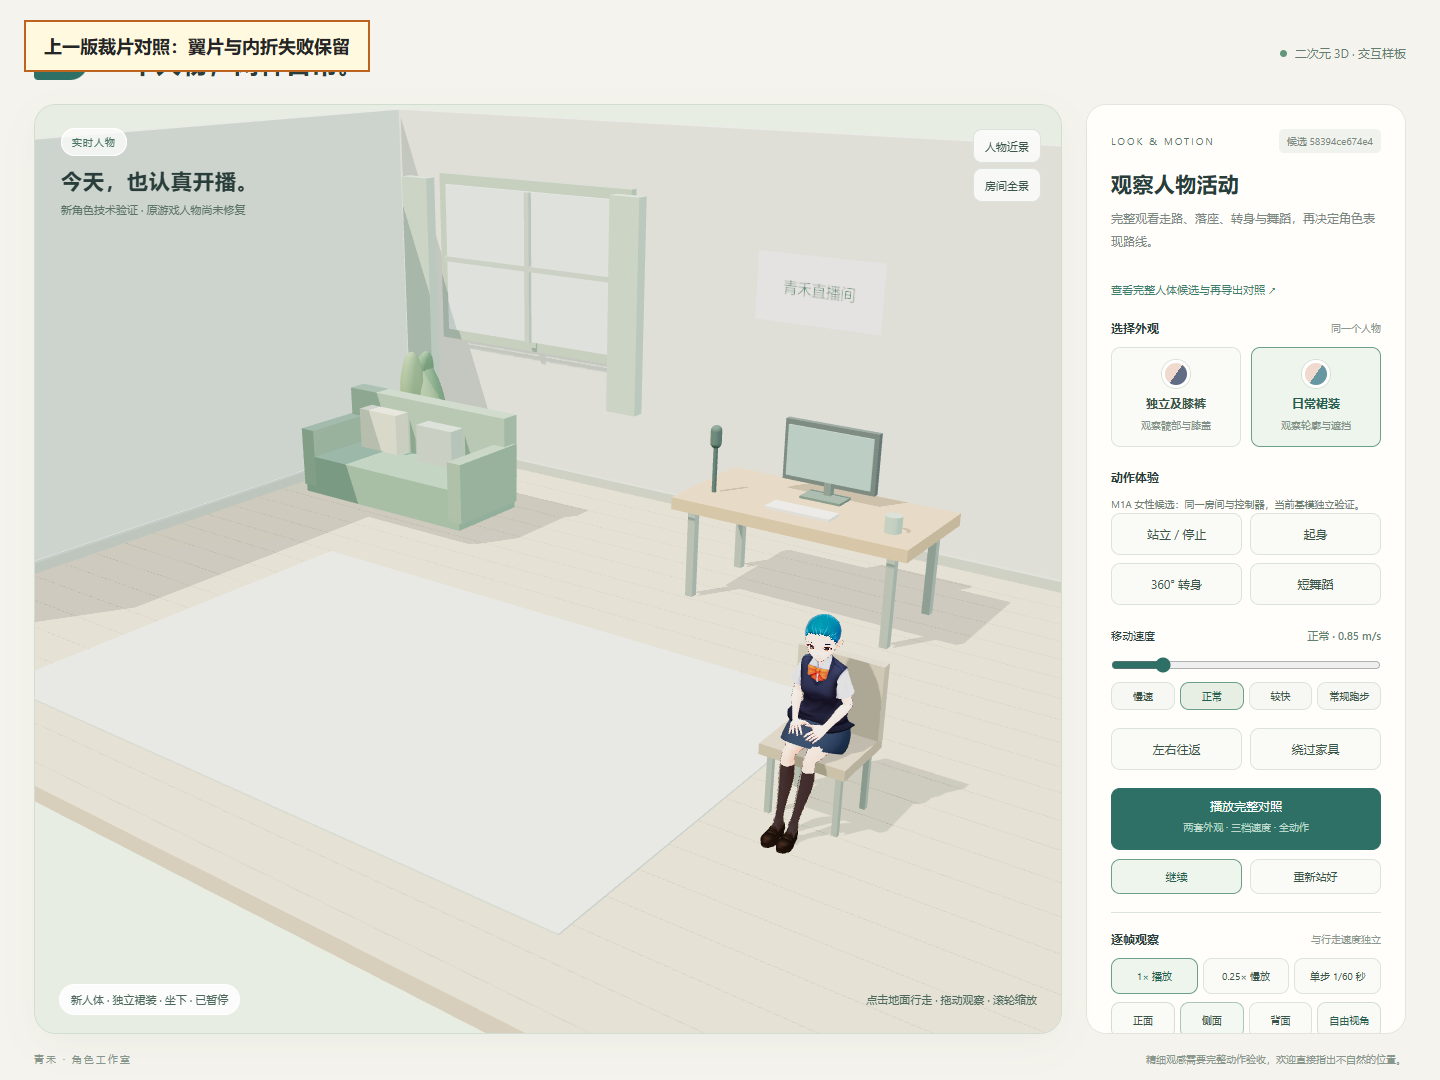 上一版裁片对照：翼片与内折失败保留
二次元 3D · 交互样板
实时人物
今天，也认真开播。
新角色技术验证 · 原游戏人物尚未修复
人物近景
房间全景
青禾直播间
新人体 · 独立裙装 · 坐下 · 已暂停
点击地面行走 · 拖动观察 · 滚轮缩放
LOOK & MOTION
候选 58394ce674e4
观察人物活动
完整观看走路、落座、转身与舞蹈，再决定角色表
现路线。
查看完整人体候选与再导出对照 ↗
选择外观
同一个人物
独立及膝裤
观察髋部与膝盖
日常裙装
观察轮廓与遮挡
动作体验
M1A 女性候选：同一房间与控制器，当前基模独立验证。
站立 / 停止
起身
360° 转身
短舞蹈
移动速度
正常 · 0.85 m/s
慢速
正常
较快
常规跑步
左右往返
绕过家具
播放完整对照
两套外观 · 三档速度 · 全动作
继续
重新站好
逐帧观察
与行走速度独立
1× 播放
0.25× 慢放
单步 1/60 秒
正面
侧面
背面
自由视角
青禾 · 角色工作室
精细观感需要完整动作验收，欢迎直接指出不自然的位置。